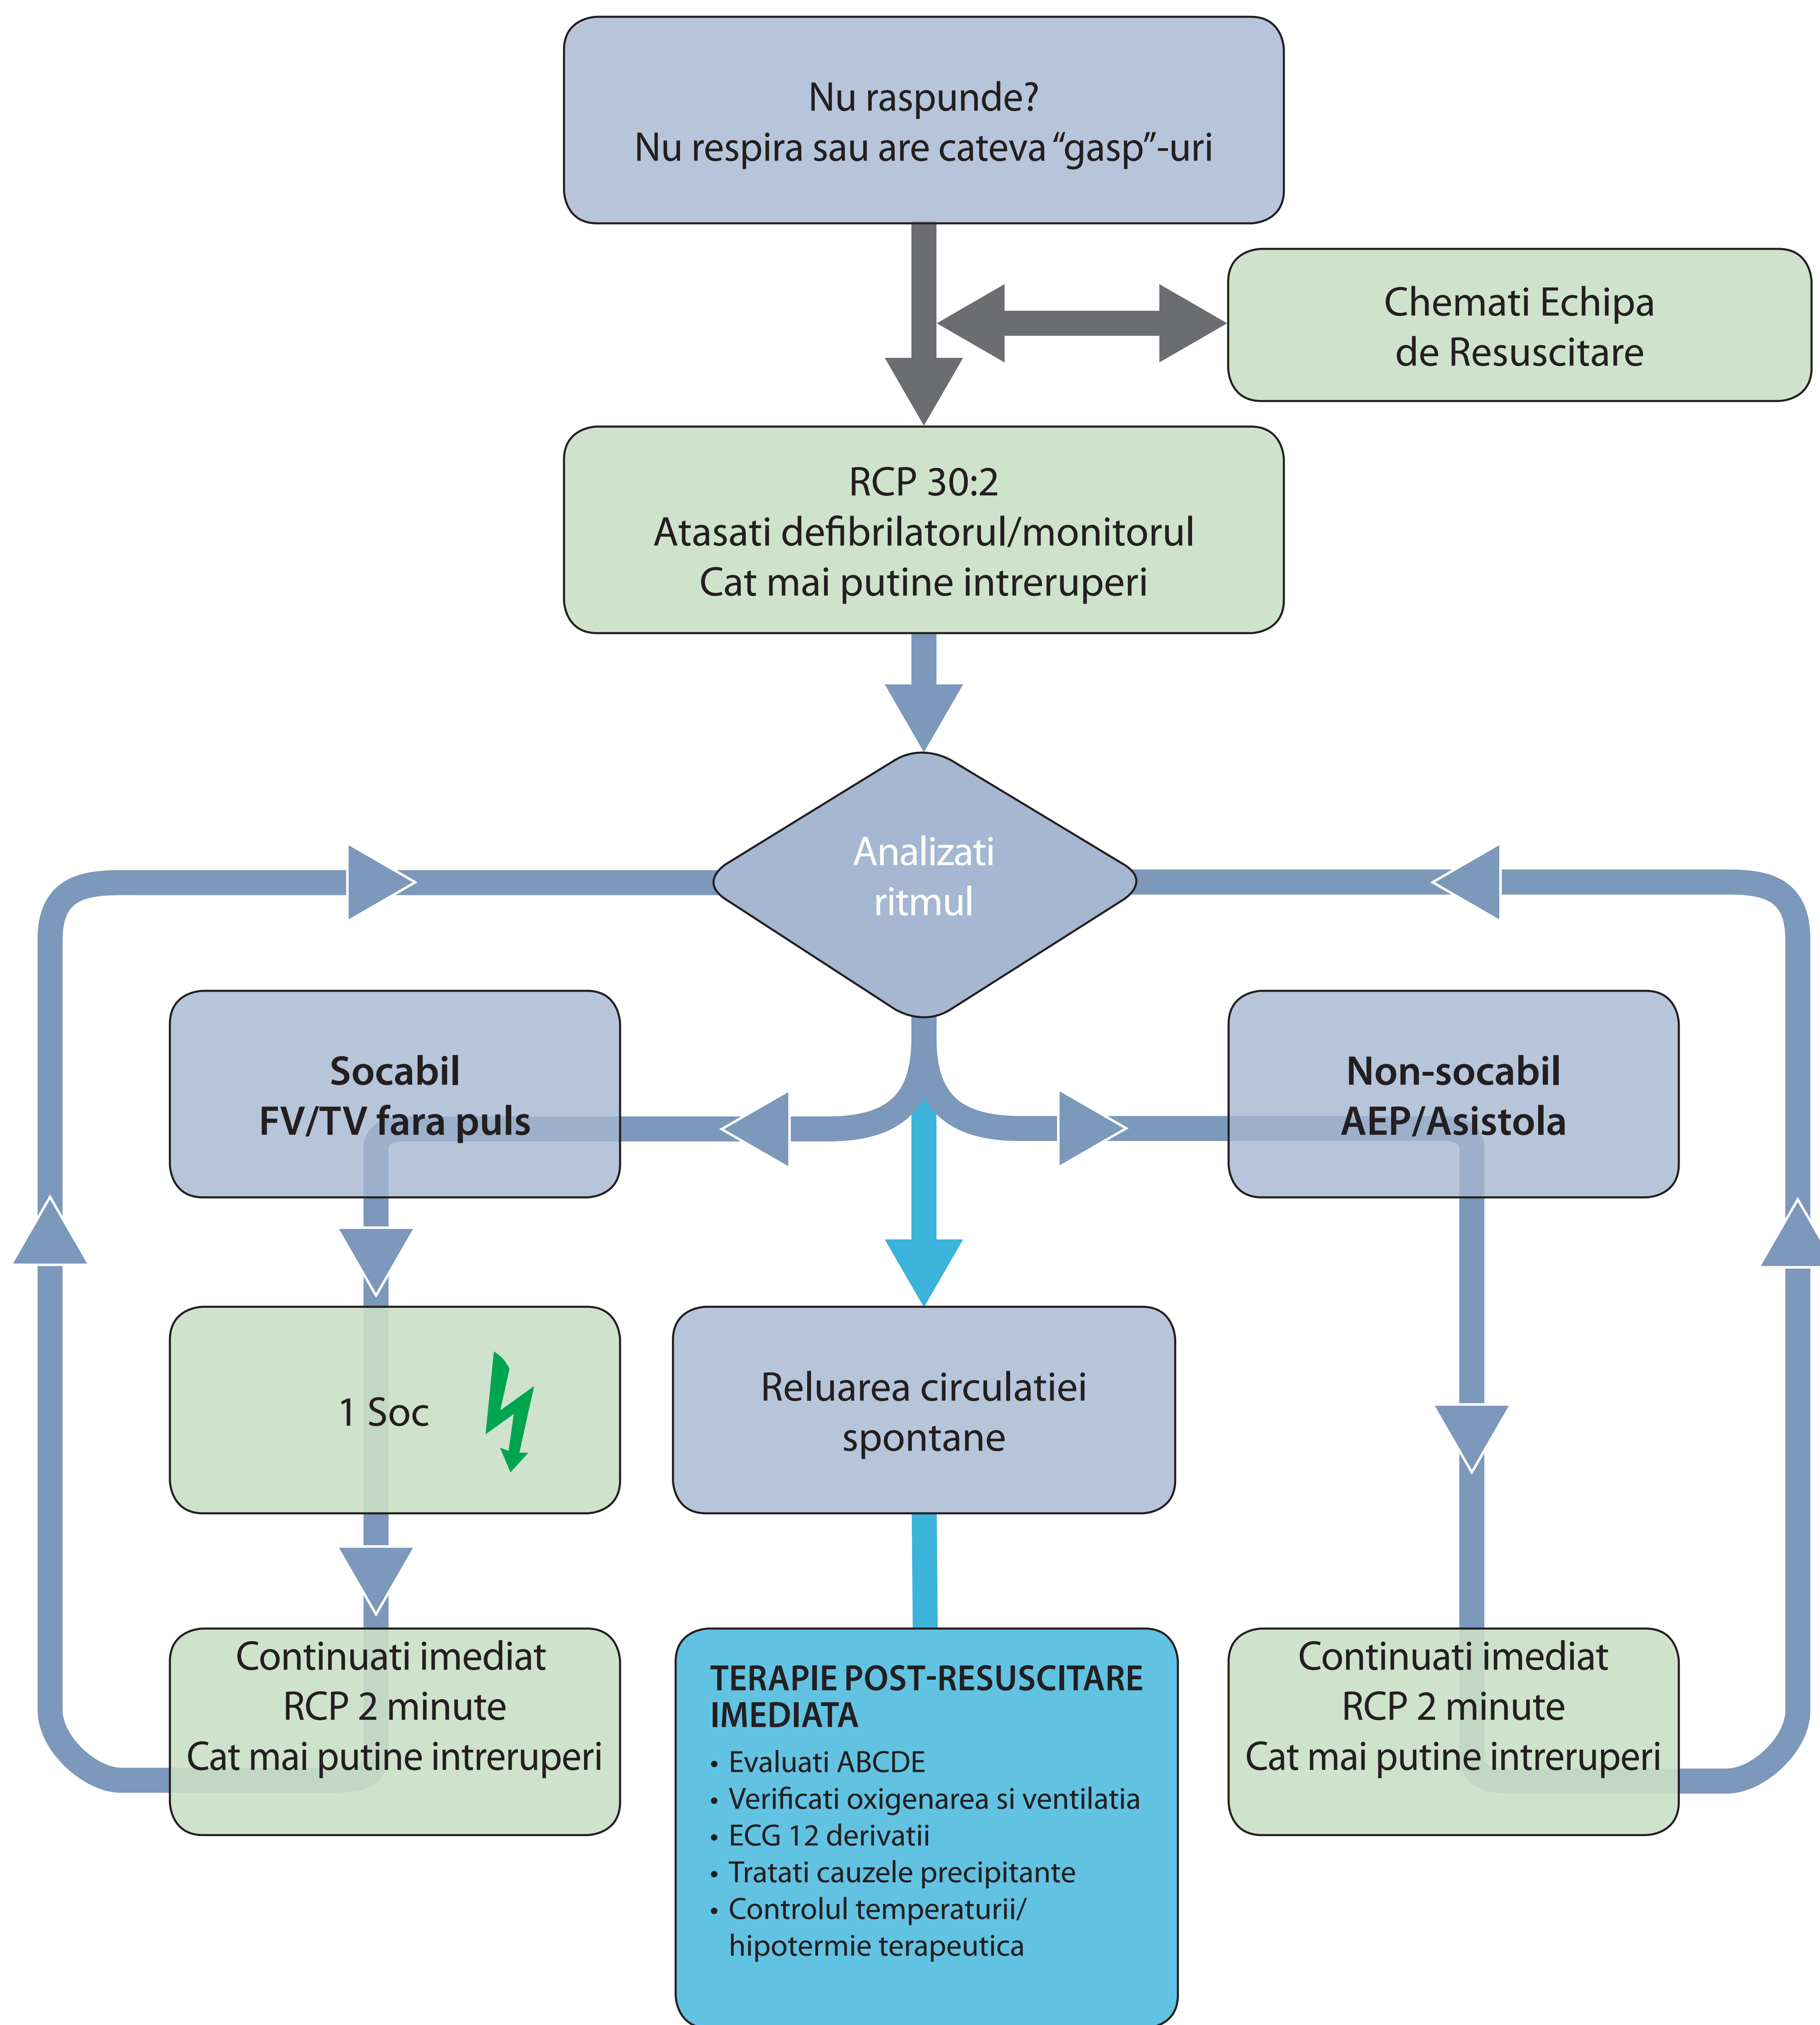 Nu raspunde?
Nu respira sau are cateva “gasp”-uri
Chemati Echipa
de Resuscitare
RCP 30:2
Atasati defibrilatorul/monitorul
Cat mai putine intreruperi
Analizati
ritmul
Socabil
FV/TV fara puls
Non-socabil
AEP/Asistola
1 Soc
Reluarea circulatiei
spontane
Continuati imediat
RCP 2 minute
Cat mai putine intreruperi
TERAPIE POST-RESUSCITARE
IMEDIATA
• Evaluati ABCDE
• Verificati oxigenarea si ventilatia
• ECG 12 derivatii
• Tratati cauzele precipitante
• Controlul temperaturii/
hipotermie terapeutica
Continuati imediat
RCP 2 minute
Cat mai putine intreruperi